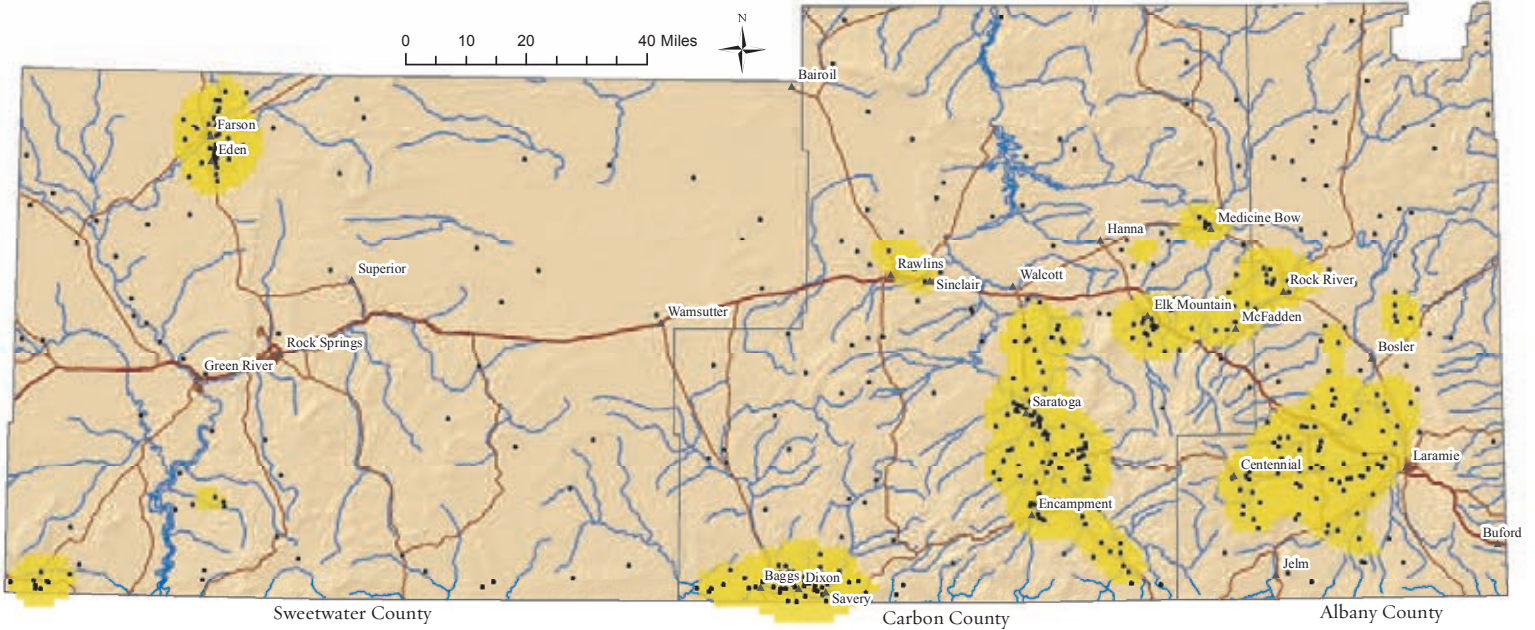 N
0 10 20 40 Miles
Bairoil
Farson
Eden
Medicine Bow
Hanna
Rawlins
Superior
Sinclair
Walcott
Rock River
Elk Mountain
Wamsutter
McFadden
Rock Springs
Bosler
Green River
Saratoga
Laramie
Centennial
Encampment
Buford
Jelm
Baggs Dixon
Savery
Sweetwater County
Carbon County
Albany County